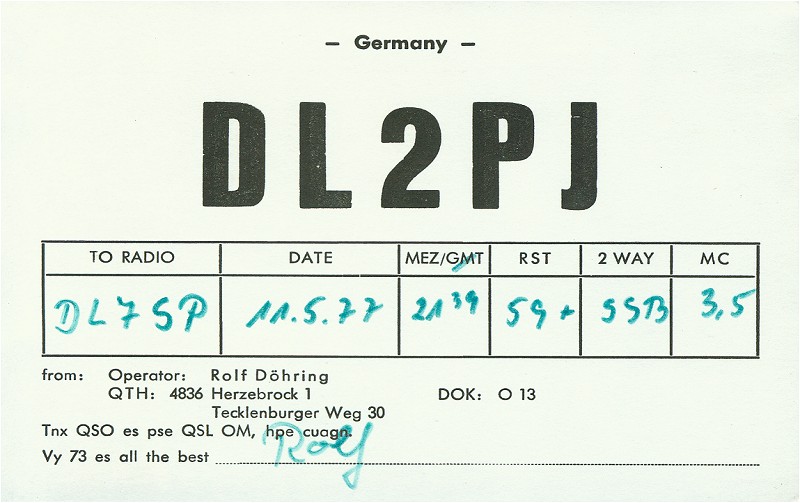 – Germany –
DL2PJ
TO RADIO DATE MEZ/GMT RST 2 WAY MC
DL7SP 11.5.77 21³⁹ 59+ SSB 3,5
from: Operator: Rolf Döhring
QTH: 4836 Herzebrock 1 DOK: O 13
Tecklenburger Weg 30
Tnx QSO es pse QSL OM, hpe cuagn.
Vy 73 es all the best Rolf